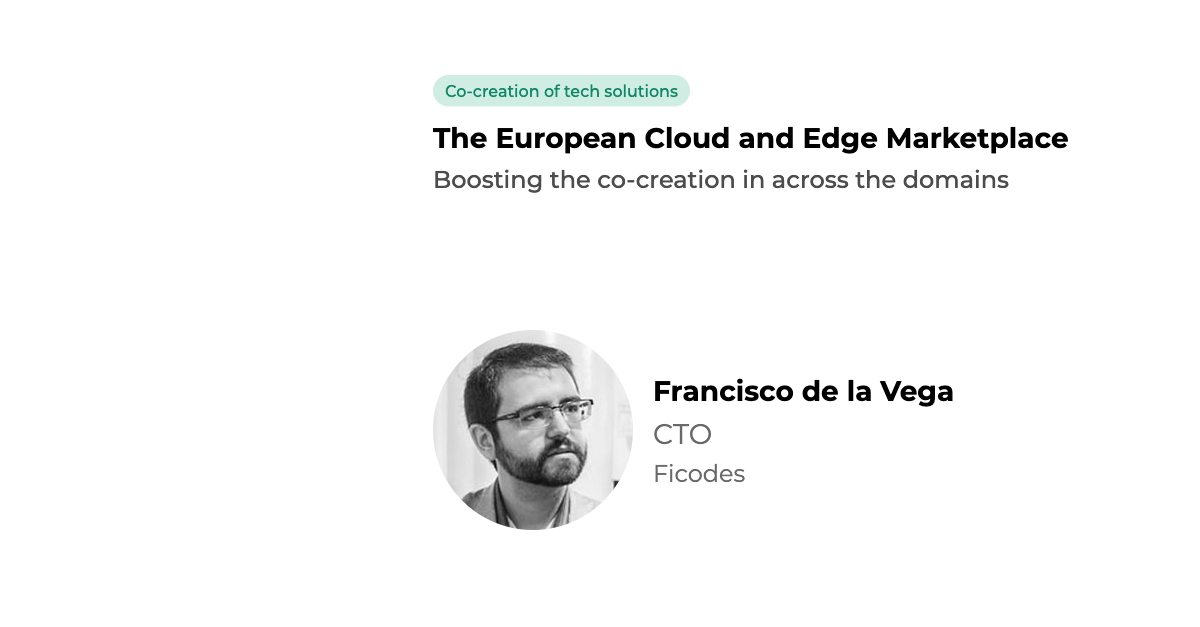 Co-creation of tech solutions
The European Cloud and Edge Marketplace
Boosting the co-creation in across the domains
Francisco de la Vega
CTO
Ficodes